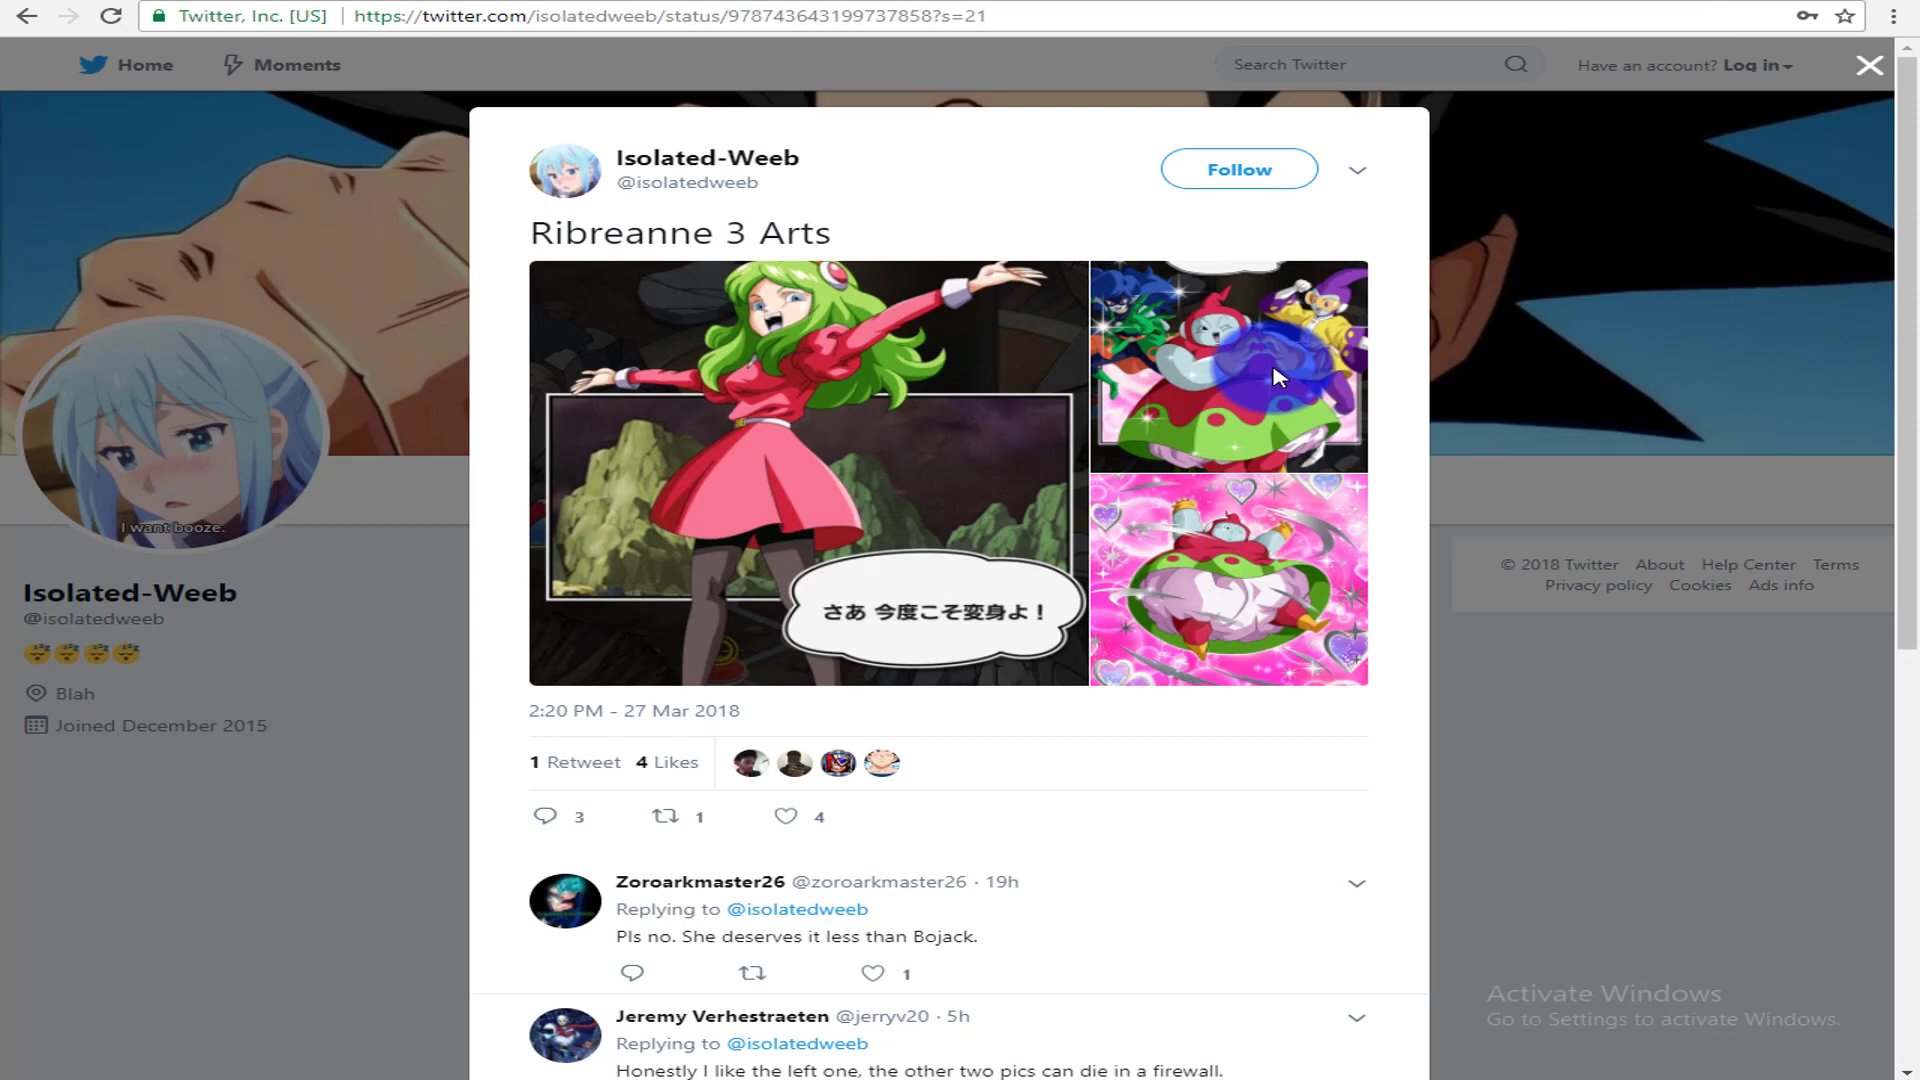 Twitter, Inc. [US] | https://twitter.com/isolatedweeb/status/978743643199737858?s=21
Home Moments Search Twitter Have an account? Log in
Isolated-Weeb
@isolatedweeb
Follow
Ribreanne 3 Arts
さあ 今度こそ変身よ！
2:20 PM - 27 Mar 2018
1 Retweet 4 Likes
3 1 4
Zoroarkmaster26 @zoroarkmaster26 · 19h
Replying to @isolatedweeb
Pls no. She deserves it less than Bojack.
1
Jeremy Verhestraeten @jerryv20 · 5h
Replying to @isolatedweeb
Honestly I like the left one, the other two pics can die in a firewall.
I want booze.
Isolated-Weeb
@isolatedweeb
Blah
Joined December 2015
© 2018 Twitter About Help Center Terms
Privacy policy Cookies Ads info
Activate Windows
Go to Settings to activate Windows.